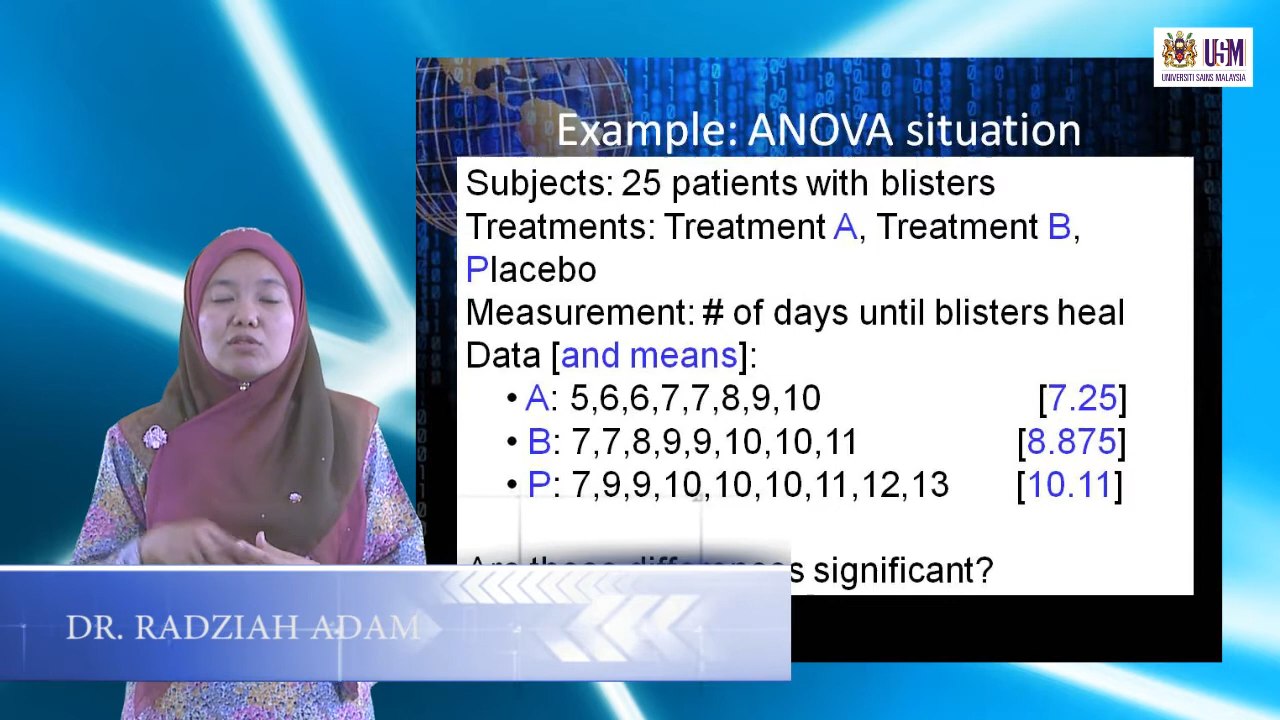 USM
UNIVERSITI SAINS MALAYSIA
Example: ANOVA situation
Subjects: 25 patients with blisters
Treatments: Treatment A, Treatment B,
Placebo
Measurement: # of days until blisters heal
Data [and means]:
• A: 5,6,6,7,7,8,9,10 [7.25]
• B: 7,7,8,9,9,10,10,11 [8.875]
• P: 7,9,9,10,10,10,11,12,13 [10.11]
Are these differences significant?
DR. RADZIAH ADAM